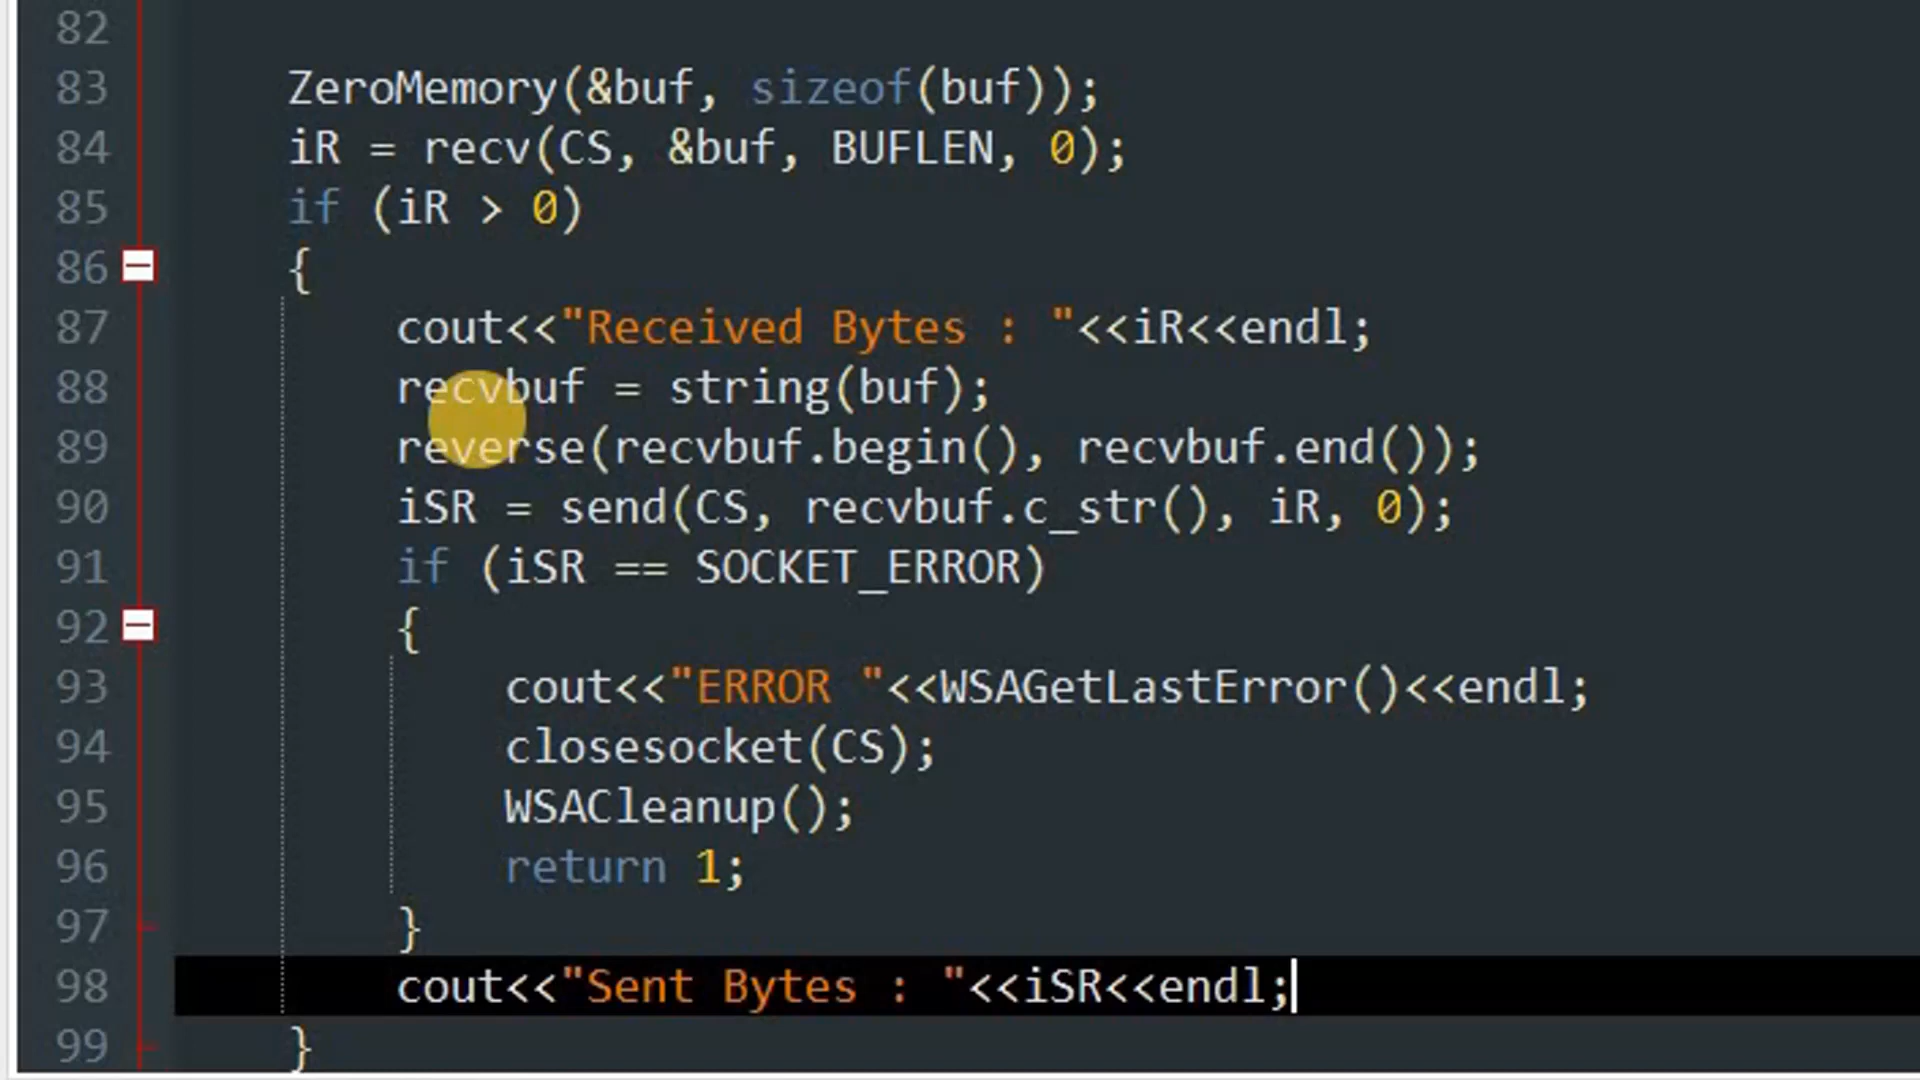 82
83 ZeroMemory(&buf, sizeof(buf));
84 iR = recv(CS, &buf, BUFLEN, 0);
85 if (iR > 0)
86 {
87 cout<<"Received Bytes : "<<iR<<endl;
88 recvbuf = string(buf);
89 reverse(recvbuf.begin(), recvbuf.end());
90 iSR = send(CS, recvbuf.c_str(), iR, 0);
91 if (iSR == SOCKET_ERROR)
92 {
93 cout<<"ERROR "<<WSAGetLastError()<<endl;
94 closesocket(CS);
95 WSACleanup();
96 return 1;
97 }
98 cout<<"Sent Bytes : "<<iSR<<endl;
99 }